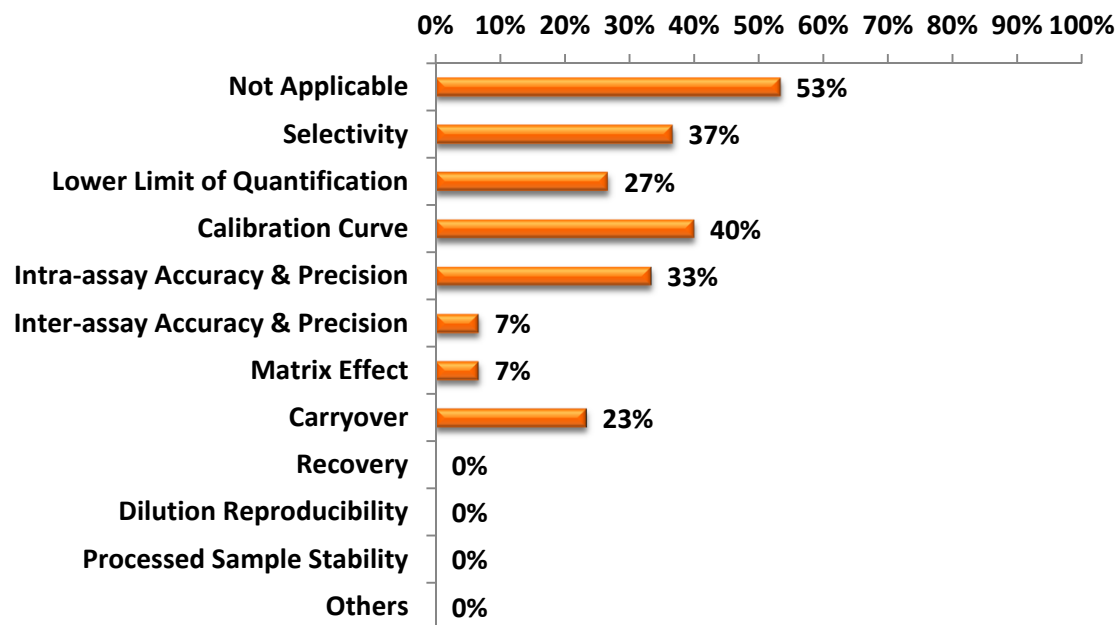 0% 10% 20% 30% 40% 50% 60% 70% 80% 90% 100%
Not Applicable 53%
Selectivity 37%
Lower Limit of Quantification 27%
Calibration Curve 40%
Intra-assay Accuracy & Precision 33%
Inter-assay Accuracy & Precision 7%
Matrix Effect 7%
Carryover 23%
Recovery 0%
Dilution Reproducibility 0%
Processed Sample Stability 0%
Others 0%